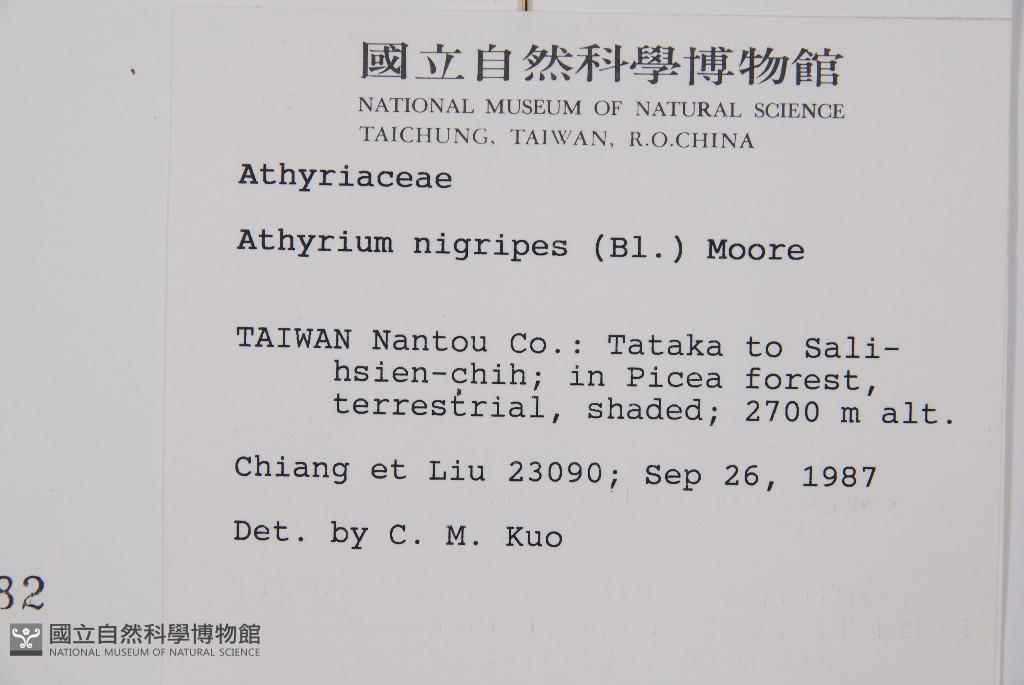 國立自然科學博物館
NATIONAL MUSEUM OF NATURAL SCIENCE
TAICHUNG, TAIWAN, R.O.CHINA
Athyriaceae
Athyrium nigripes (Bl.) Moore
TAIWAN Nantou Co.: Tataka to Sali-
hsien-chih; in Picea forest,
terrestrial, shaded; 2700 m alt.
Chiang et Liu 23090; Sep 26, 1987
Det. by C. M. Kuo
82
國立自然科學博物館
NATIONAL MUSEUM OF NATURAL SCIENCE